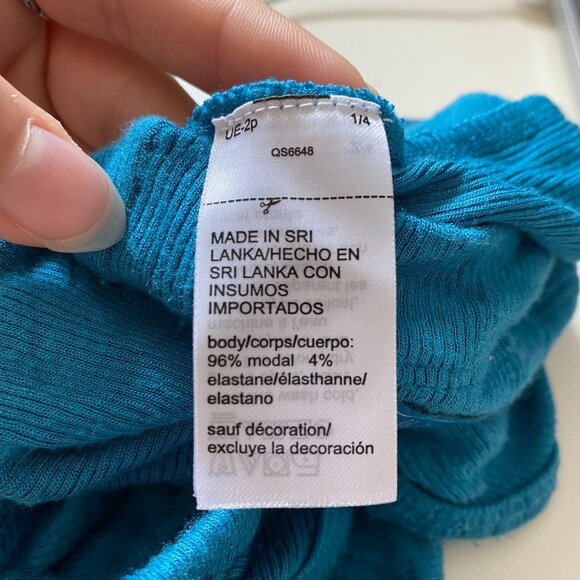 UE-2p 1/4
QS6648
MADE IN SRI
LANKA/HECHO EN
SRI LANKA CON
INSUMOS
IMPORTADOS
body/corps/cuerpo:
96% modal 4%
elastane/élasthanne/
elastano
sauf décoration/
excluye la decoración